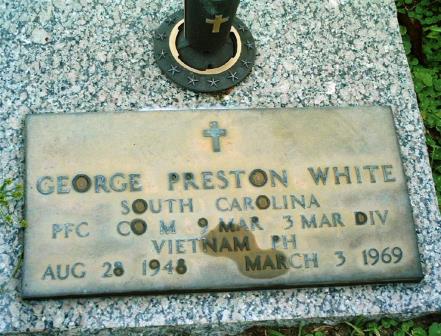 GEORGE PRESTON WHITE
SOUTH CAROLINA
PFC CO M 9 MAR 3 MAR DIV
VIETNAM PH
AUG 28 1948 MARCH 3 1969